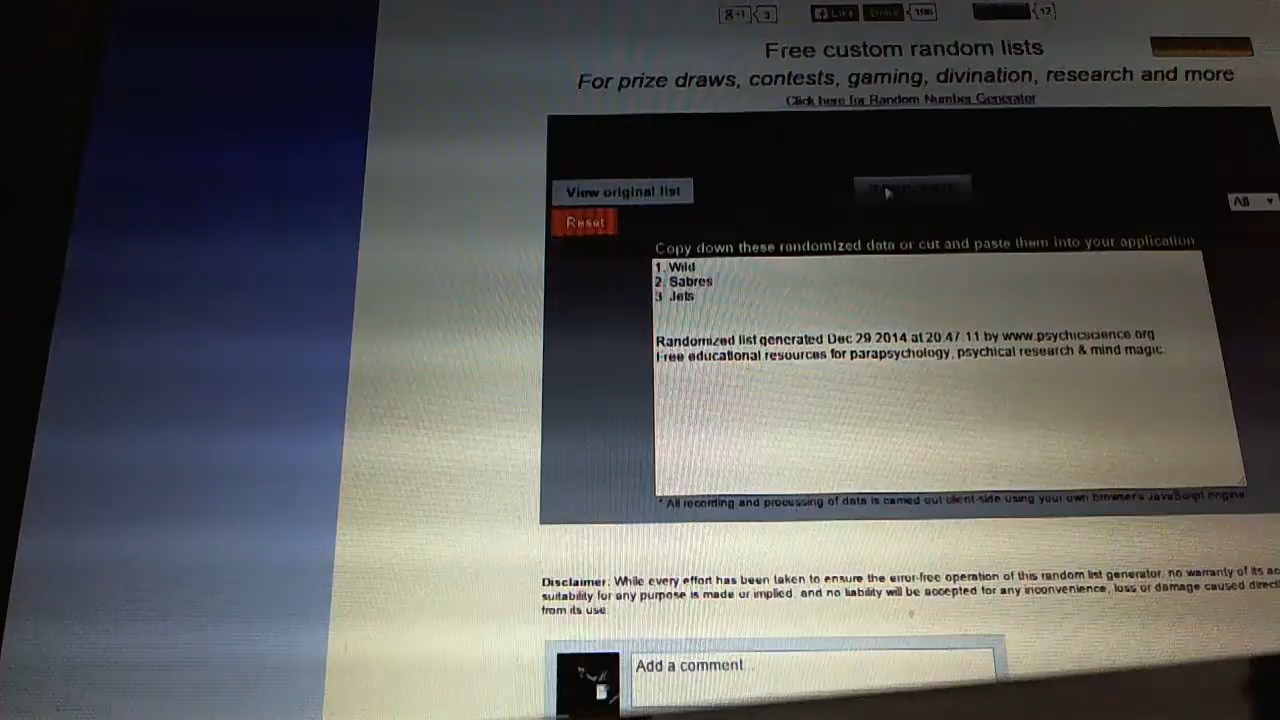 8+1 3 Like 12
Free custom random lists
For prize draws, contests, gaming, divination, research and more
Click here for Random Number Generator
View original list
All
Reset
Copy down these randomized data or cut and paste them into your application
1. Wild
2. Sabres
3 Jets
Randomized list generated Dec 29 2014 at 20:47:11 by www.psychicscience.org
Free educational resources for parapsychology, psychical research & mind magic.
* All recording and processing of data is carried out client-side using your own browser's JavaScript engine
Disclaimer: While every effort has been taken to ensure the error-free operation of this random list generator, no warranty of its
suitability for any purpose is made or implied, and no liability will be accepted for any inconvenience, loss or damage caused
from its use
Add a comment